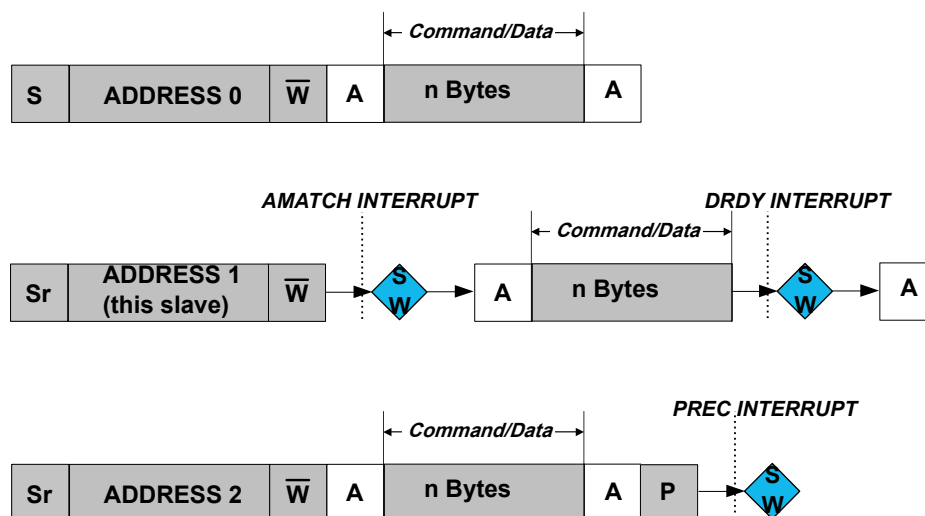 Command/Data
S ADDRESS 0 W̅ A n Bytes A
AMATCH INTERRUPT DRDY INTERRUPT
Command/Data
Sr ADDRESS 1 (this slave) W̅ S W A n Bytes S W A
PREC INTERRUPT
Command/Data
Sr ADDRESS 2 W̅ A n Bytes A P S W